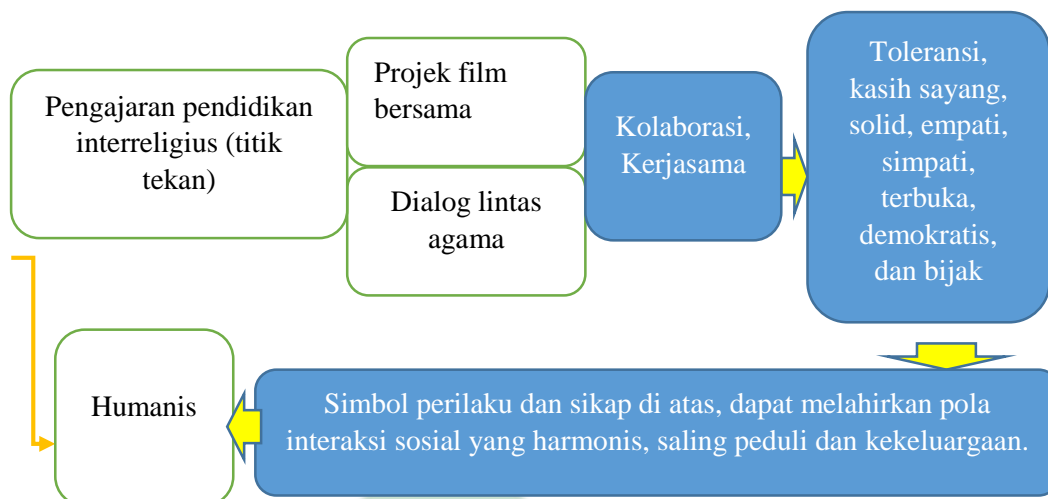 Pengajaran pendidikan
interreligius (titik
tekan)
Projek film
bersama
Dialog lintas
agama
Kolaborasi,
Kerjasama
Toleransi,
kasih sayang,
solid, empati,
simpati,
terbuka,
demokratis,
dan bijak
Humanis
Simbol perilaku dan sikap di atas, dapat melahirkan pola
interaksi sosial yang harmonis, saling peduli dan kekeluargaan.